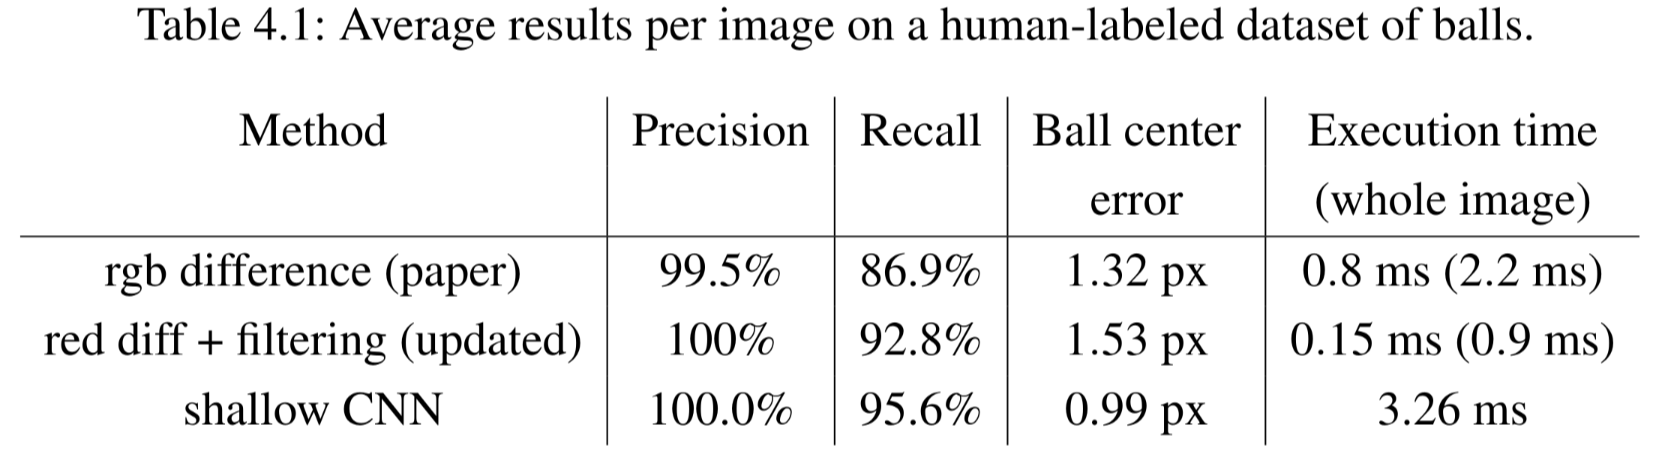 Table 4.1: Average results per image on a human-labeled dataset of balls.
Method Precision Recall Ball center Execution time
error (whole image)
rgb difference (paper) 99.5% 86.9% 1.32 px 0.8 ms (2.2 ms)
red diff + filtering (updated) 100% 92.8% 1.53 px 0.15 ms (0.9 ms)
shallow CNN 100.0% 95.6% 0.99 px 3.26 ms